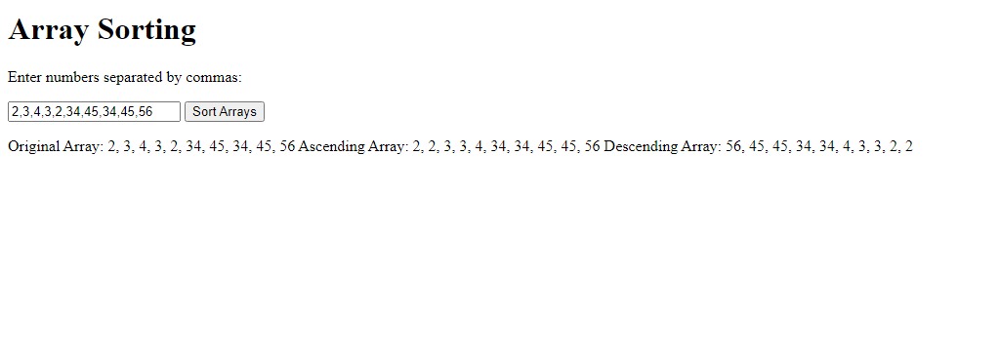 Array Sorting
Enter numbers separated by commas:
2,3,4,3,2,34,45,34,45,56 Sort Arrays
Original Array: 2, 3, 4, 3, 2, 34, 45, 34, 45, 56 Ascending Array: 2, 2, 3, 3, 4, 34, 34, 45, 45, 56 Descending Array: 56, 45, 45, 34, 34, 4, 3, 3, 2, 2